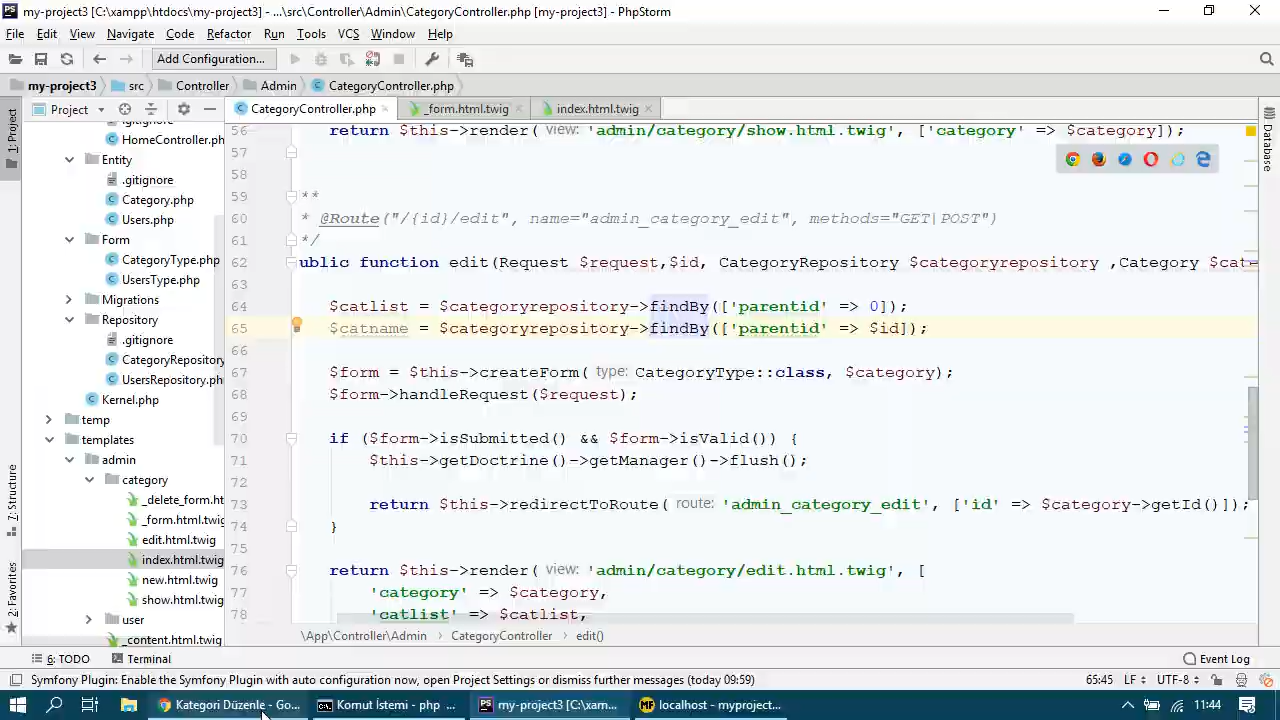 my-project3 [C:\xampp\htdocs\my-project3] - ...\src\Controller\Admin\CategoryController.php [my-project3] - PhpStorm
File Edit View Navigate Code Refactor Run Tools VCS Window Help
Add Configuration...
my-project3 src Controller Admin CategoryController.php
Project CategoryController.php _form.html.twig index.html.twig
1: Project
Database
Z: Structure
2: Favorites
HomeController.ph
Entity
.gitignore
Category.php
Users.php
Form
CategoryType.php
UsersType.php
Migrations
Repository
.gitignore
CategoryRepository
UsersRepository.ph
Kernel.php
temp
templates
admin
category
_delete_form.ht
_form.html.twig
edit.html.twig
index.html.twig
new.html.twig
show.html.twig
user
_content.html.twig
56 return $this->render( view: 'admin/category/show.html.twig', ['category' => $category]);
57
58
59 **
60 * @Route("/{id}/edit", name="admin_category_edit", methods="GET|POST")
61 */
62 ublic function edit(Request $request,$id, CategoryRepository $categoryrepository ,Category $cate
63
64 $catlist = $categoryrepository->findBy(['parentid' => 0]);
65 $catname = $categoryrepository->findBy(['parentid' => $id]);
66
67 $form = $this->createForm( type: CategoryType::class, $category);
68 $form->handleRequest($request);
69
70 if ($form->isSubmitted() && $form->isValid()) {
71 $this->getDoctrine()->getManager()->flush();
72
73 return $this->redirectToRoute( route: 'admin_category_edit', ['id' => $category->getId()]);
74 }
75
76 return $this->render( view: 'admin/category/edit.html.twig', [
77 'category' => $category,
78 'catlist' => $catlist,
\App\Controller\Admin CategoryController edit()
6: TODO Terminal Event Log
Symfony Plugin: Enable the Symfony Plugin with auto configuration now, open Project Settings or dismiss further messages (today 09:59) 65:45 LF UTF-8
Kategori Düzenle - Go... Komut İstemi - php ... my-project3 [C:\xam... localhost - myproject... 11:44